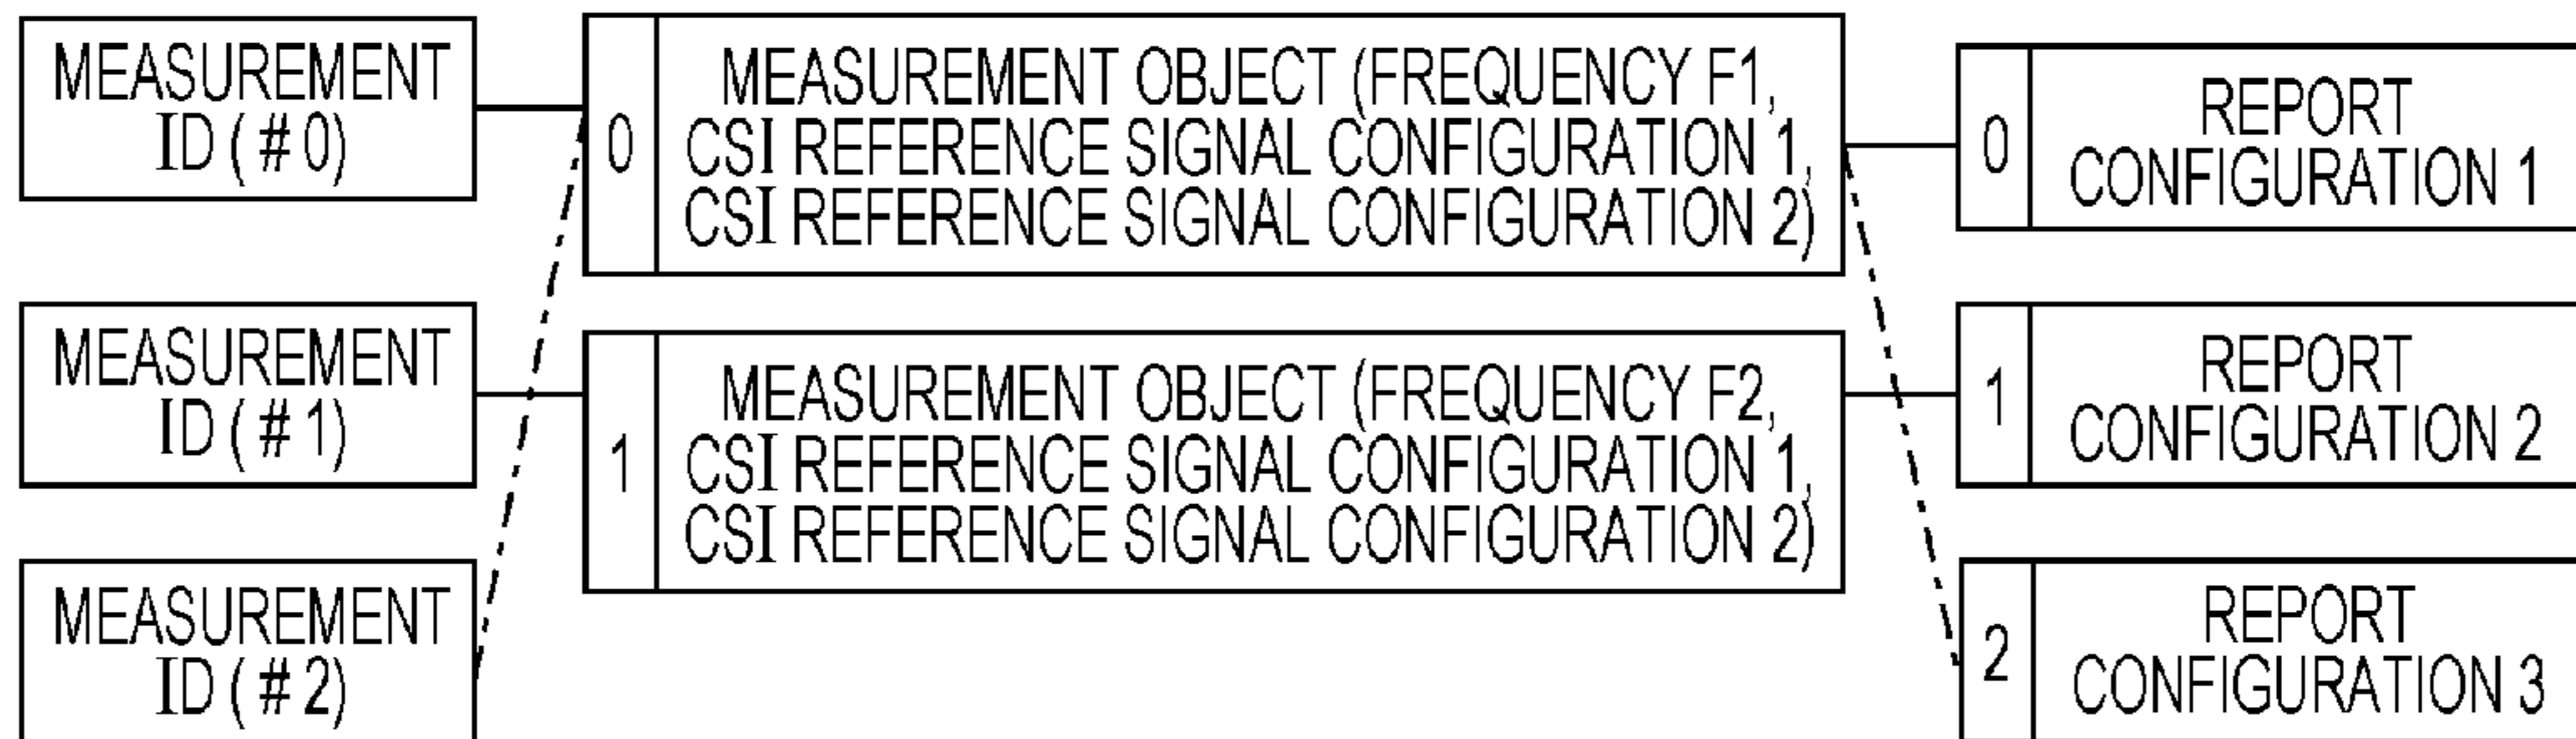 MEASUREMENT
ID ( # 0)
0
MEASUREMENT OBJECT (FREQUENCY F1,
CSI REFERENCE SIGNAL CONFIGURATION 1,
CSI REFERENCE SIGNAL CONFIGURATION 2)
0
REPORT
CONFIGURATION 1
MEASUREMENT
ID ( # 1)
1
MEASUREMENT OBJECT (FREQUENCY F2,
CSI REFERENCE SIGNAL CONFIGURATION 1,
CSI REFERENCE SIGNAL CONFIGURATION 2)
1
REPORT
CONFIGURATION 2
MEASUREMENT
ID ( # 2)
2
REPORT
CONFIGURATION 3